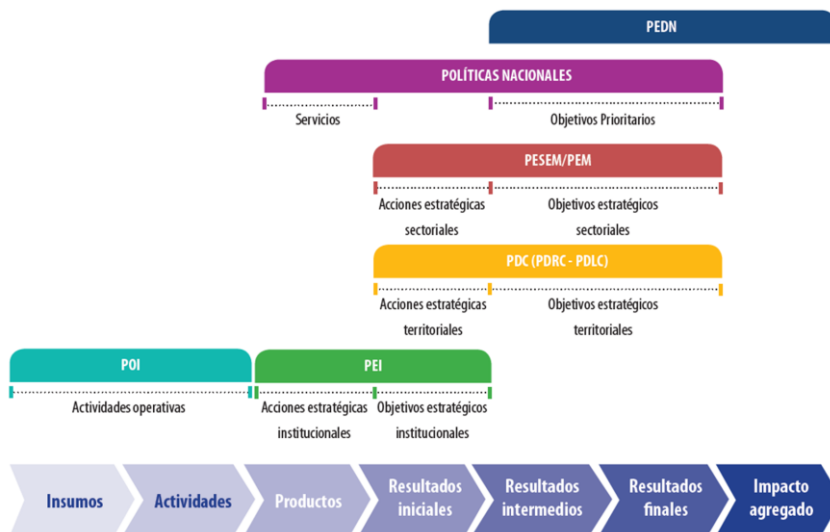 PEDN
POLÍTICAS NACIONALES
Servicios
Objetivos Prioritarios
PESEM/PEM
Acciones estratégicas
sectoriales
Objetivos estratégicos
sectoriales
PDC (PDRC - PDLC)
Acciones estratégicas
territoriales
Objetivos estratégicos
territoriales
POI
Actividades operativas
PEI
Acciones estratégicas
institucionales
Objetivos estratégicos
institucionales
Insumos
Actividades
Productos
Resultados
iniciales
Resultados
intermedios
Resultados
finales
Impacto
agregado